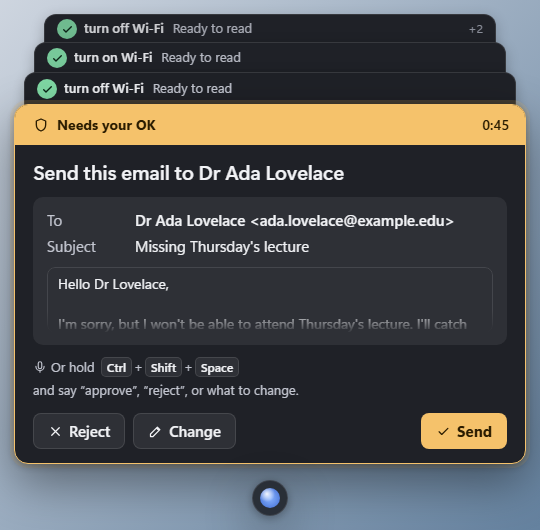 turn off Wi-Fi Ready to read +2
turn on Wi-Fi Ready to read
turn off Wi-Fi Ready to read
Needs your OK 0:45
Send this email to Dr Ada Lovelace
To Dr Ada Lovelace <ada.lovelace@example.edu>
Subject Missing Thursday's lecture
Hello Dr Lovelace,
I'm sorry, but I won't be able to attend Thursday's lecture. I'll catch
Or hold Ctrl + Shift + Space
and say “approve”, “reject”, or what to change.
Reject Change Send